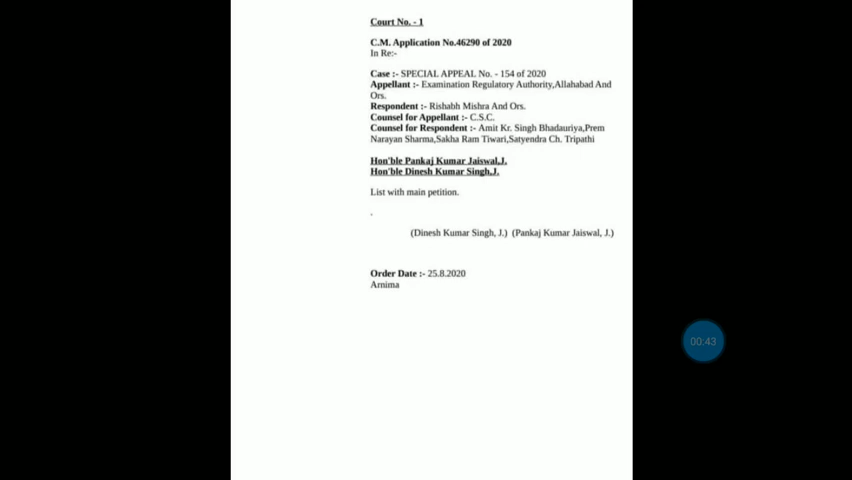 Court No. - 1
C.M. Application No.46290 of 2020
In Re:-
Case :- SPECIAL APPEAL No. - 154 of 2020
Appellant :- Examination Regulatory Authority,Allahabad And
Ors.
Respondent :- Rishabh Mishra And Ors.
Counsel for Appellant :- C.S.C.
Counsel for Respondent :- Amit Kr. Singh Bhadauriya,Prem
Narayan Sharma,Sakha Ram Tiwari,Satyendra Ch. Tripathi
Hon'ble Pankaj Kumar Jaiswal,J.
Hon'ble Dinesh Kumar Singh,J.
List with main petition.
.
(Dinesh Kumar Singh, J.) (Pankaj Kumar Jaiswal, J.)
Order Date :- 25.8.2020
Arnima
00:43